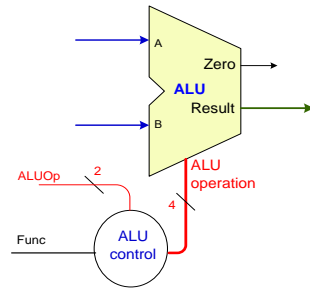 A
Zero
ALU
Result
B
ALU
operation
2
ALUOp
4
Func
ALU
control